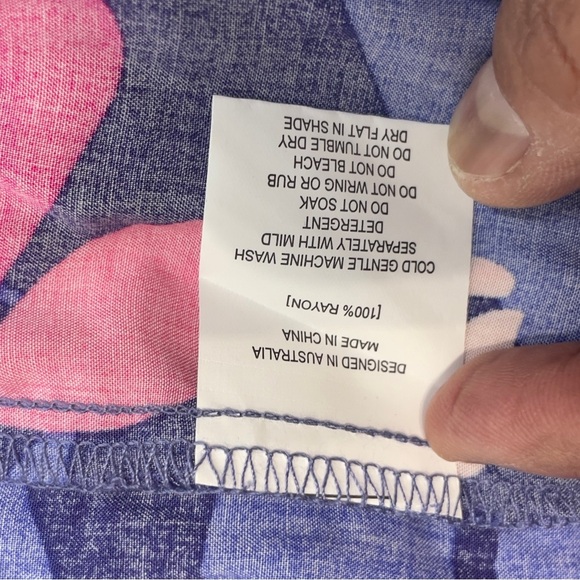 DESIGNED IN AUSTRALIA
MADE IN CHINA
[100% RAYON]
COLD GENTLE MACHINE WASH
SEPARATELY WITH MILD
DETERGENT
DO NOT SOAK
DO NOT WRING OR RUB
DO NOT BLEACH
DO NOT TUMBLE DRY
DRY FLAT IN SHADE